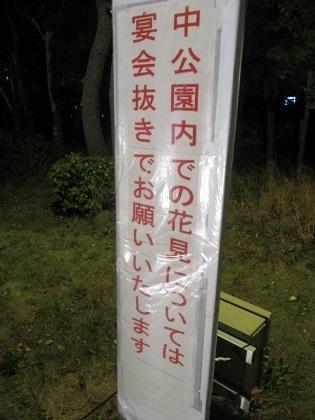 中公園内での花見については
宴会抜きでお願いいたします